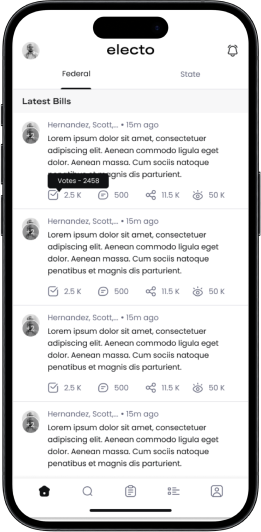 electo
Federal State
Latest Bills
Hernandez, Scott,... • 15m ago
Lorem ipsum dolor sit amet, consectetuer
adipiscing elit dor. Aenean commodo ligula eget
dolor. Aenean massa. Cum sociis natoque
Votes - 2458
parturient.
2.5 K 500 11.5 K 50 K
Hernandez, Scott,... • 15m ago
Lorem ipsum dolor sit amet, consectetuer
adipiscing elit dor. Aenean commodo ligula eget
dolor. Aenean massa. Cum sociis natoque
penatibus et magnis dis parturient.
2.5 K 500 11.5 K 50 K
Hernandez, Scott,... • 15m ago
Lorem ipsum dolor sit amet, consectetuer
adipiscing elit dor. Aenean commodo ligula eget
dolor. Aenean massa. Cum sociis natoque
penatibus et magnis dis parturient.
2.5 K 500 11.5 K 50 K
Hernandez, Scott,... • 15m ago
Lorem ipsum dolor sit amet, consectetuer
adipiscing elit dor. Aenean commodo ligula eget
dolor. Aenean massa. Cum sociis natoque
penatibus et magnis dis parturient.